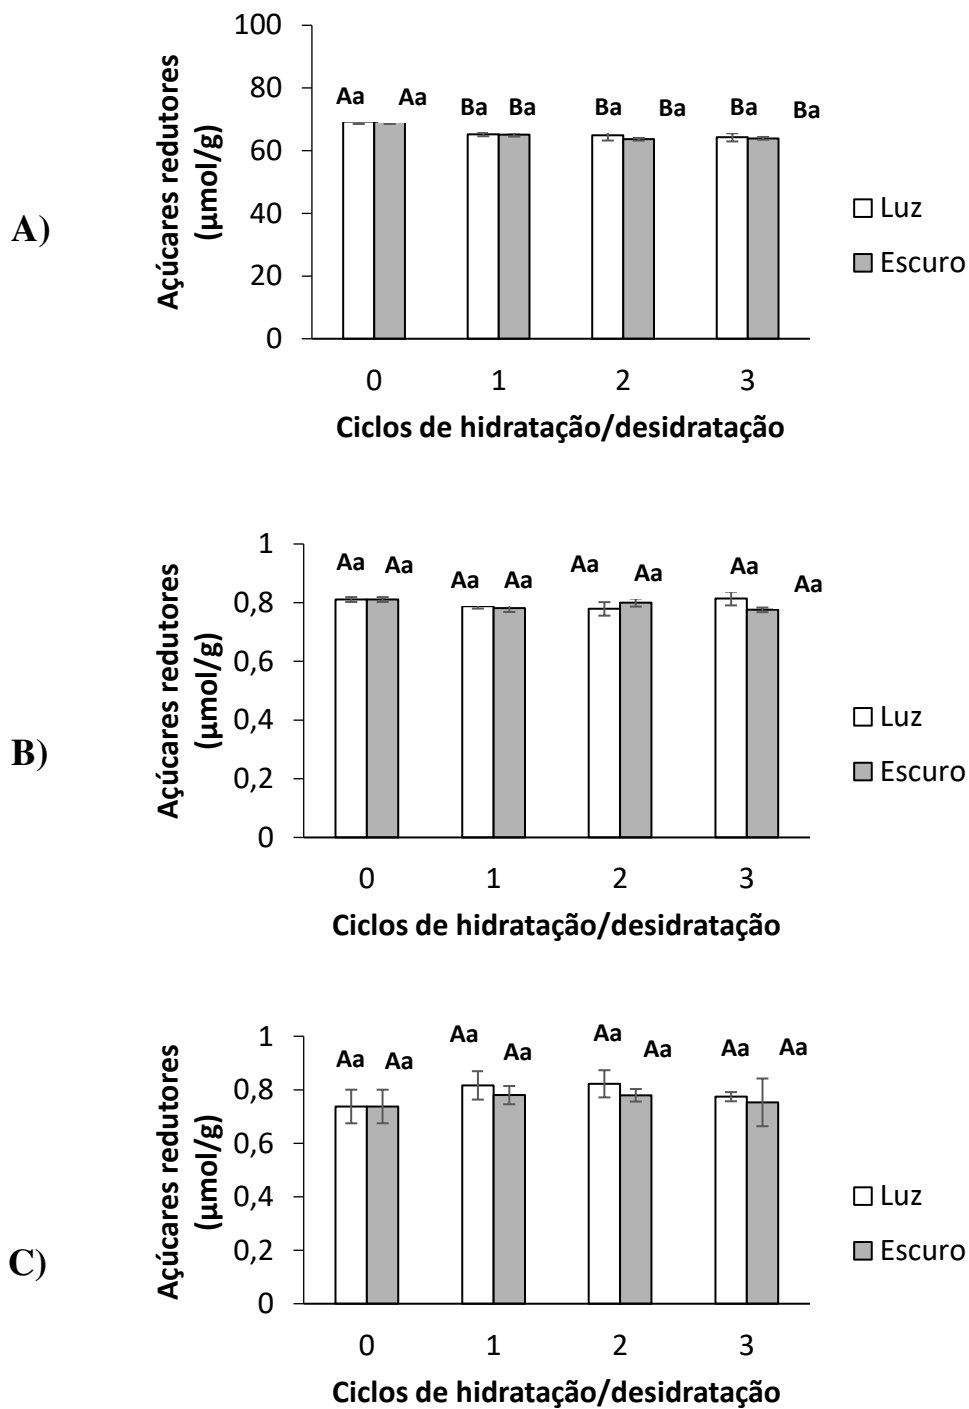 A)
Açúcares redutores
(µmol/g)
100
80
60
40
20
0
Aa Aa Ba Ba Ba Ba Ba Ba
0 1 2 3
Ciclos de hidratação/desidratação
Luz
Escuro
B)
Açúcares redutores
(µmol/g)
1
0,8
0,6
0,4
0,2
0
Aa Aa Aa Aa Aa Aa Aa Aa
0 1 2 3
Ciclos de hidratação/desidratação
Luz
Escuro
C)
Açúcares redutores
(µmol/g)
1
0,8
0,6
0,4
0,2
0
Aa Aa Aa Aa Aa Aa Aa Aa
0 1 2 3
Ciclos de hidratação/desidratação
Luz
Escuro